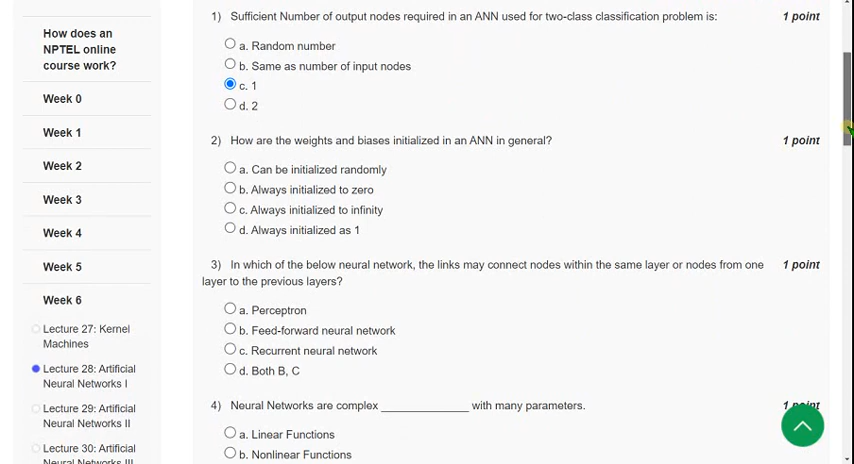 How does an
NPTEL online
course work?
Week 0
Week 1
Week 2
Week 3
Week 4
Week 5
Week 6
Lecture 27: Kernel
Machines
Lecture 28: Artificial
Neural Networks I
Lecture 29: Artificial
Neural Networks II
Lecture 30: Artificial
Neural Networks III
1) Sufficient Number of output nodes required in an ANN used for two-class classification problem is: 1 point
a. Random number
b. Same as number of input nodes
c. 1
d. 2
2) How are the weights and biases initialized in an ANN in general? 1 point
a. Can be initialized randomly
b. Always initialized to zero
c. Always initialized to infinity
d. Always initialized as 1
3) In which of the below neural network, the links may connect nodes within the same layer or nodes from one 1 point
layer to the previous layers?
a. Perceptron
b. Feed-forward neural network
c. Recurrent neural network
d. Both B, C
4) Neural Networks are complex ______________ with many parameters. 1 point
a. Linear Functions
b. Nonlinear Functions